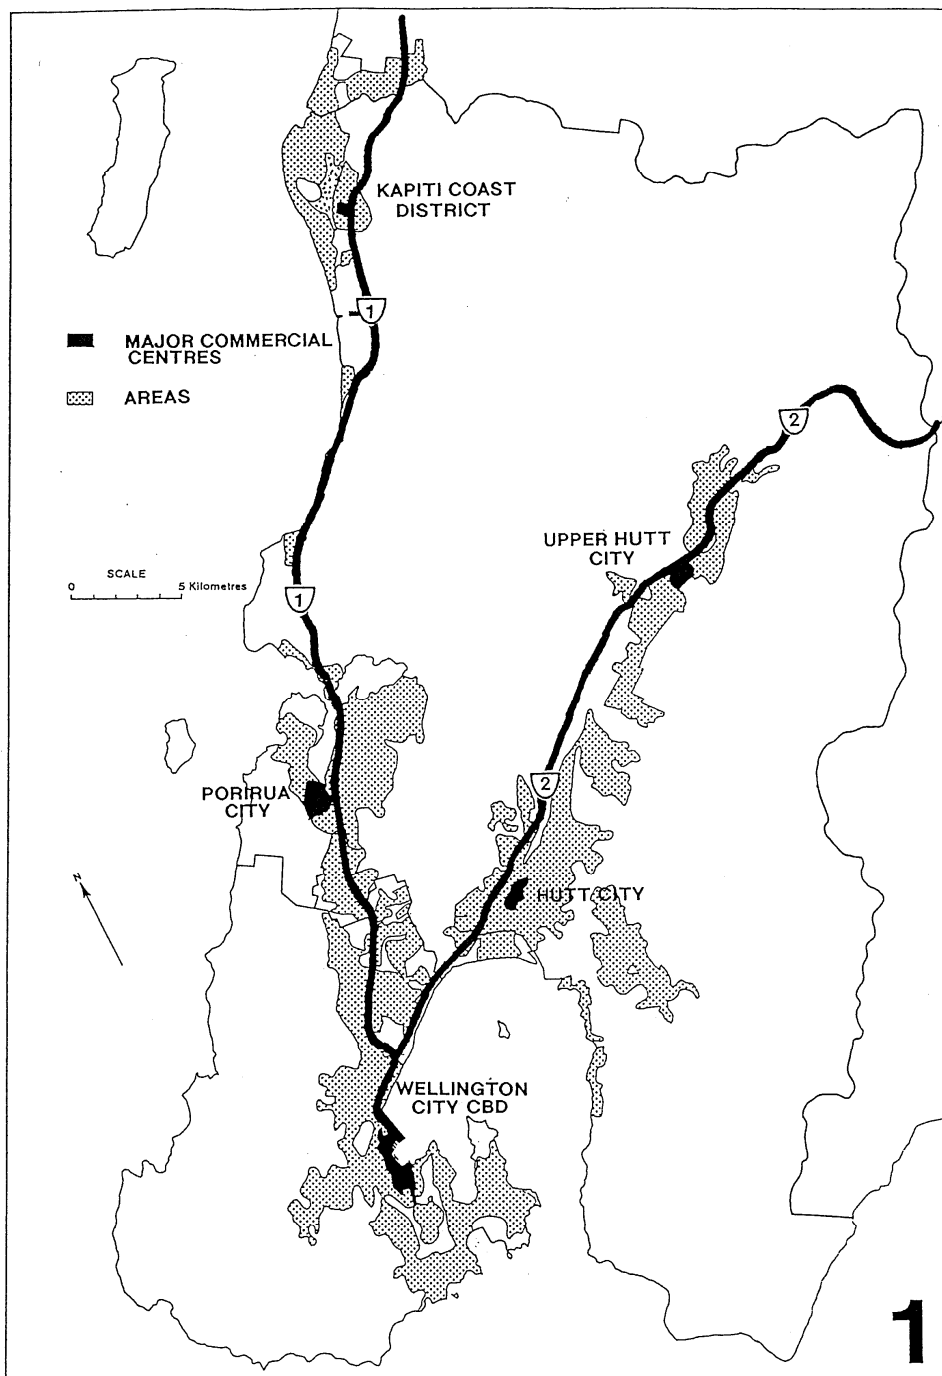 KAPITI COAST
DISTRICT
1
MAJOR COMMERCIAL
CENTRES
AREAS
2
UPPER HUTT
CITY
SCALE
0 5 Kilometres
1
PORIRUA
CITY
2
HUTT CITY
N
WELLINGTON
CITY CBD
1